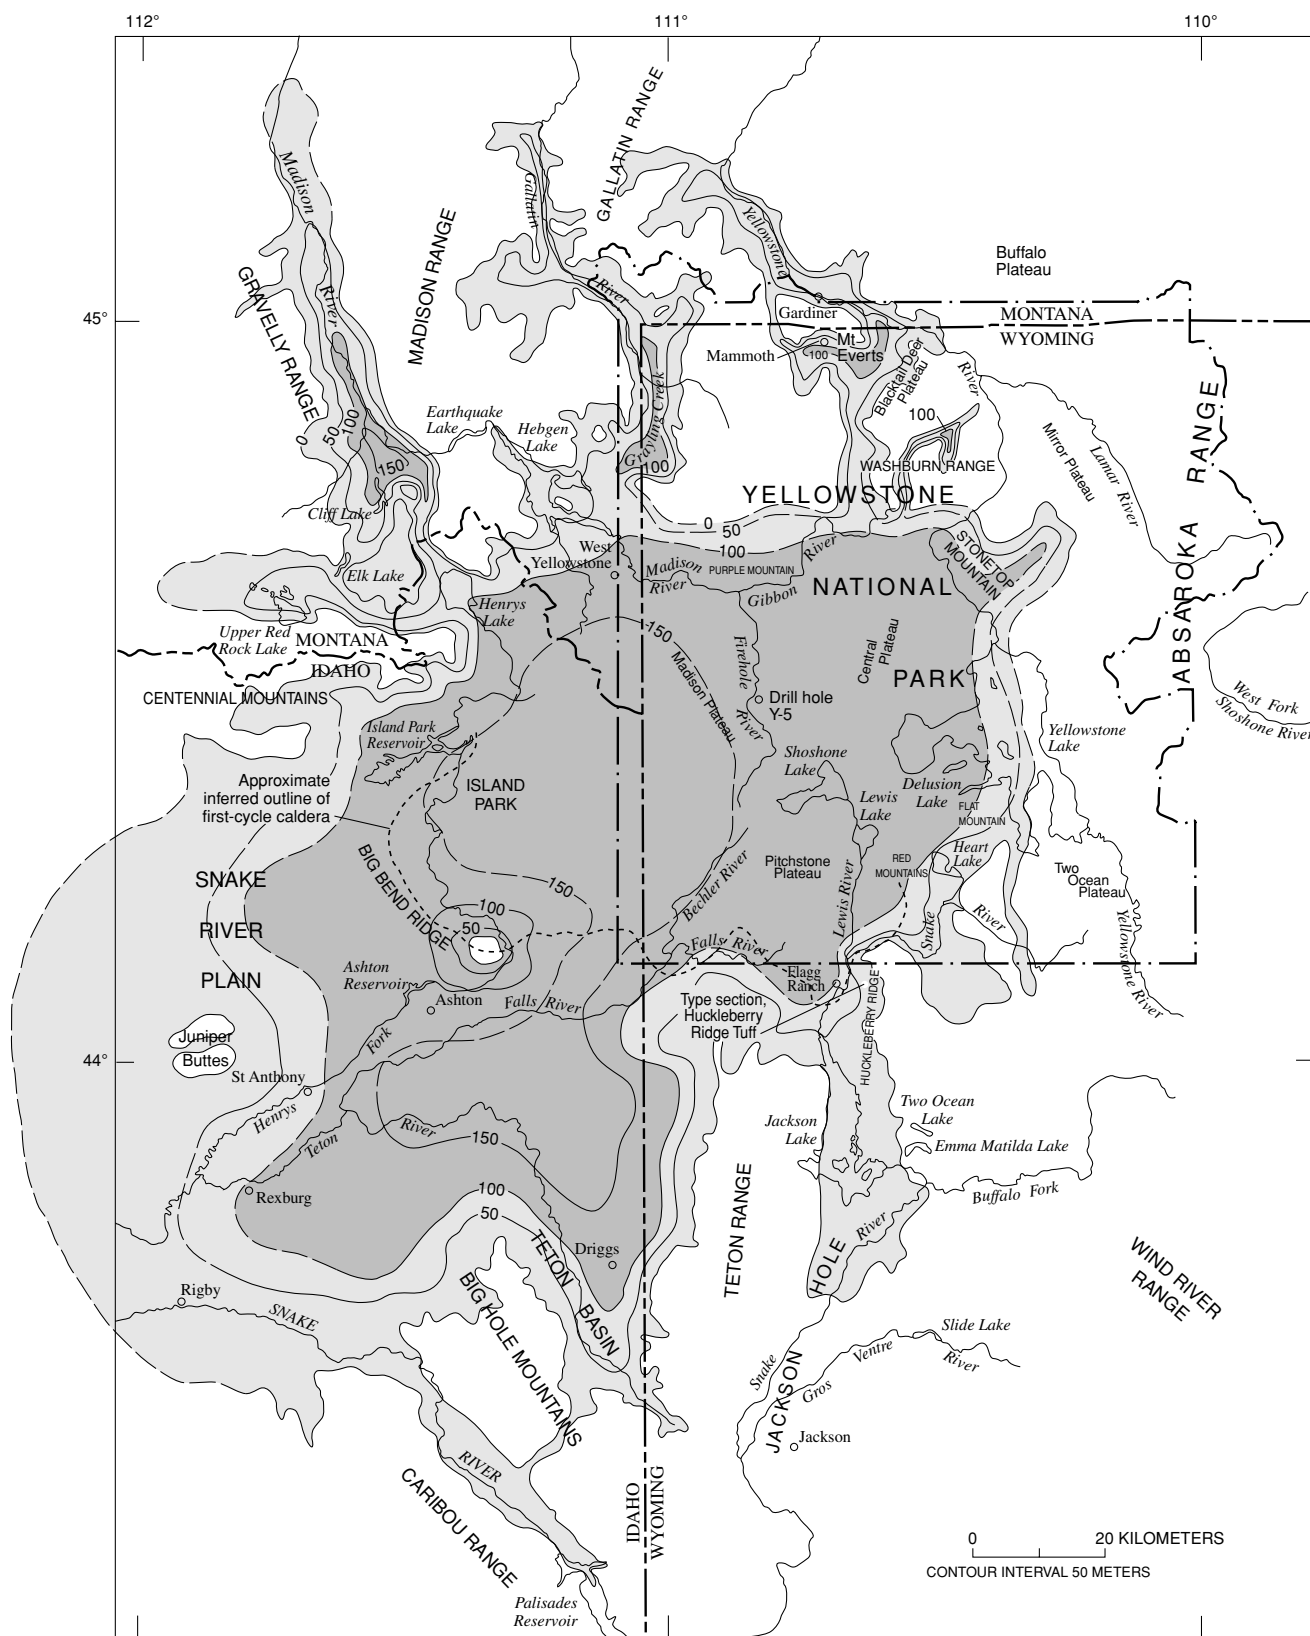 112°
111°
110°
GALLATIN RANGE
Madison
Gallatin
Yellowstone
MADISON RANGE
Buffalo
Plateau
GRAVELLY RANGE
River
River
Gardiner
45°
MONTANA
WYOMING
Mammoth
100
Mt
Everts
Blacktail Deer
Plateau
River
RANGE
Grayling Creek
Earthquake
Lake
Hebgen
Lake
100
0
50
100
150
100
WASHBURN RANGE
Mirror Plateau
Lamar River
YELLOWSTONE
Cliff Lake
0
50
100
West
Yellowstone
Madison
River
PURPLE MOUNTAIN
River
Gibbon
STONETOP
MOUNTAIN
ABSAROKA
Elk Lake
NATIONAL
Henrys
Lake
Upper Red
Rock Lake
MONTANA
IDAHO
150
Firehole
River
Central
Plateau
Madison Plateau
PARK
CENTENNIAL MOUNTAINS
Drill hole
Y-5
West Fork
Shoshone River
Island Park
Reservoir
Yellowstone
Lake
Shoshone
Lake
Approximate
inferred outline of
first-cycle caldera
ISLAND
PARK
Delusion
Lake
Lewis
Lake
FLAT
MOUNTAIN
BIG BEND RIDGE
Heart
Lake
RED
MOUNTAINS
Pitchstone
Plateau
Two
Ocean
Plateau
SNAKE
RIVER
PLAIN
150
100
50
Bechler River
Lewis River
Snake
River
Yellowstone River
Falls River
Ashton
Reservoir
Ashton
Falls River
Flagg
Ranch
Type section,
Huckleberry
Ridge Tuff
HUCKLEBERRY RIDGE
Juniper
Buttes
Fork
44°
St Anthony
Henrys
Teton
River
Two Ocean
Lake
Jackson
Lake
Emma Matilda Lake
150
Rexburg
100
50
Buffalo Fork
TETON RANGE
River
TETON
BASIN
Driggs
HOLE
WIND RIVER
RANGE
Rigby
SNAKE
BIG HOLE MOUNTAINS
Slide Lake
Snake
Gros
Ventre
River
JACKSON
Jackson
RIVER
CARIBOU RANGE
IDAHO
WYOMING
0
20 KILOMETERS
CONTOUR INTERVAL 50 METERS
Palisades
Reservoir